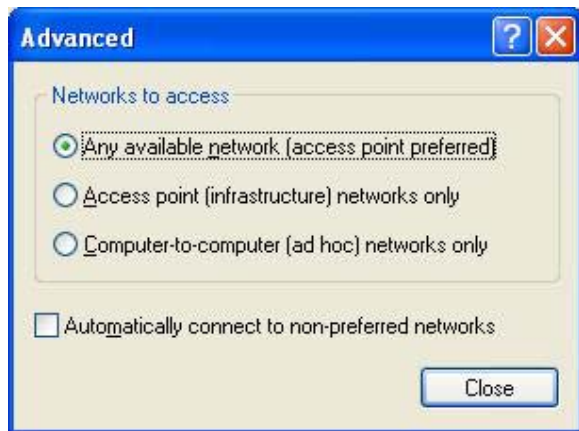 Advanced
?
Networks to access
Any available network (access point preferred)
Access point (infrastructure) networks only
Computer-to-computer (ad hoc) networks only
Automatically connect to non-preferred networks
Close